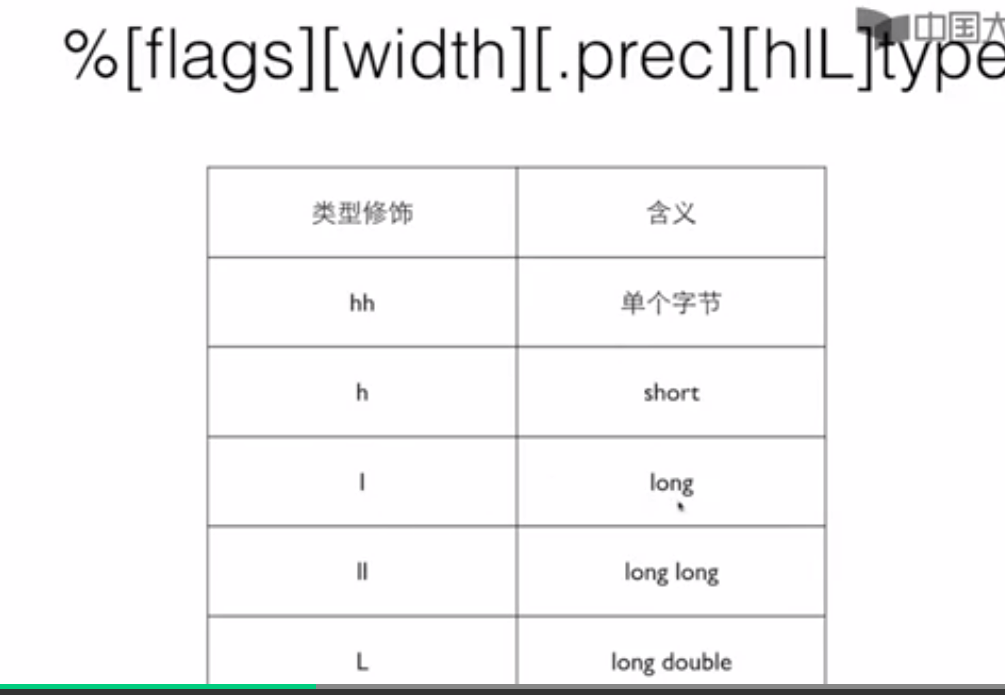 中国大
%[flags][width][.prec][hlL]type
类型修饰 含义
hh 单个字节
h short
l long
ll long long
L long double